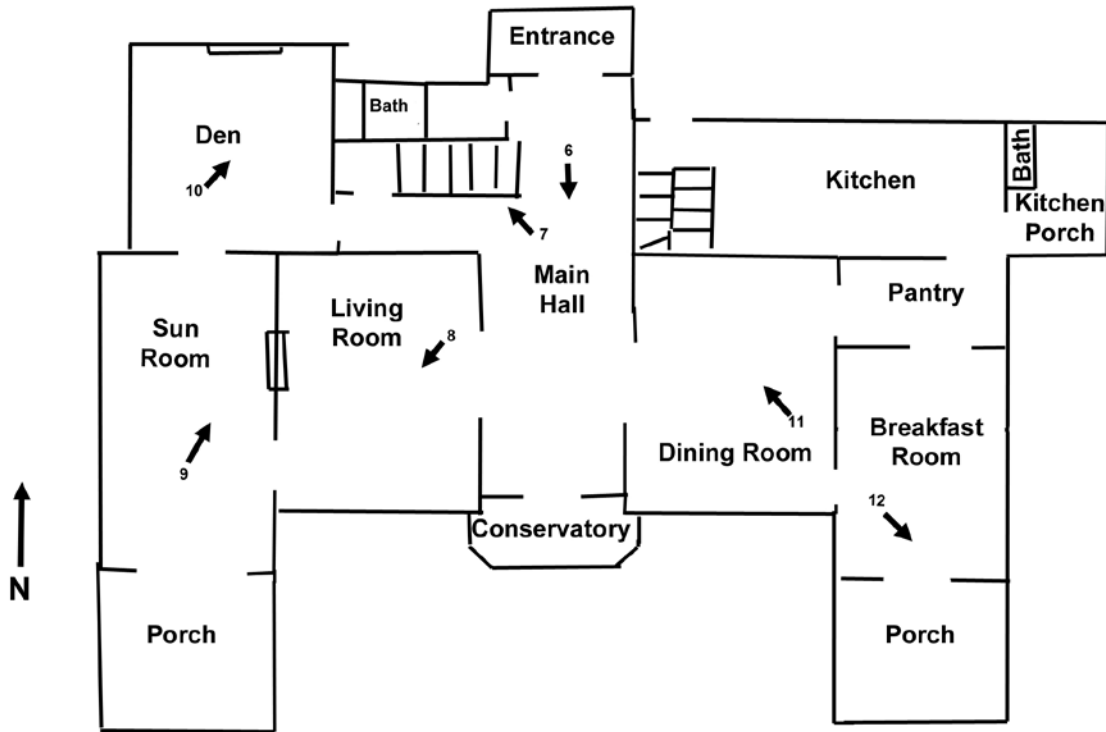 Entrance
Bath
Den
6
Kitchen
Bath
10
Kitchen
Porch
7
Main
Hall
Pantry
Living
Room
Sun
Room
8
11
Breakfast
Room
Dining Room
9
12
Conservatory
N
Porch
Porch